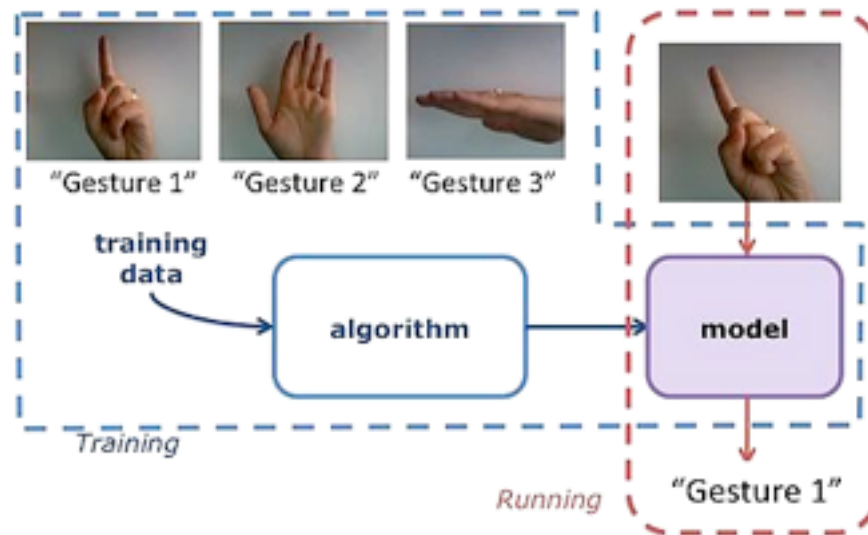 “Gesture 1” “Gesture 2” “Gesture 3”
training
data
algorithm
model
Training
Running
“Gesture 1”